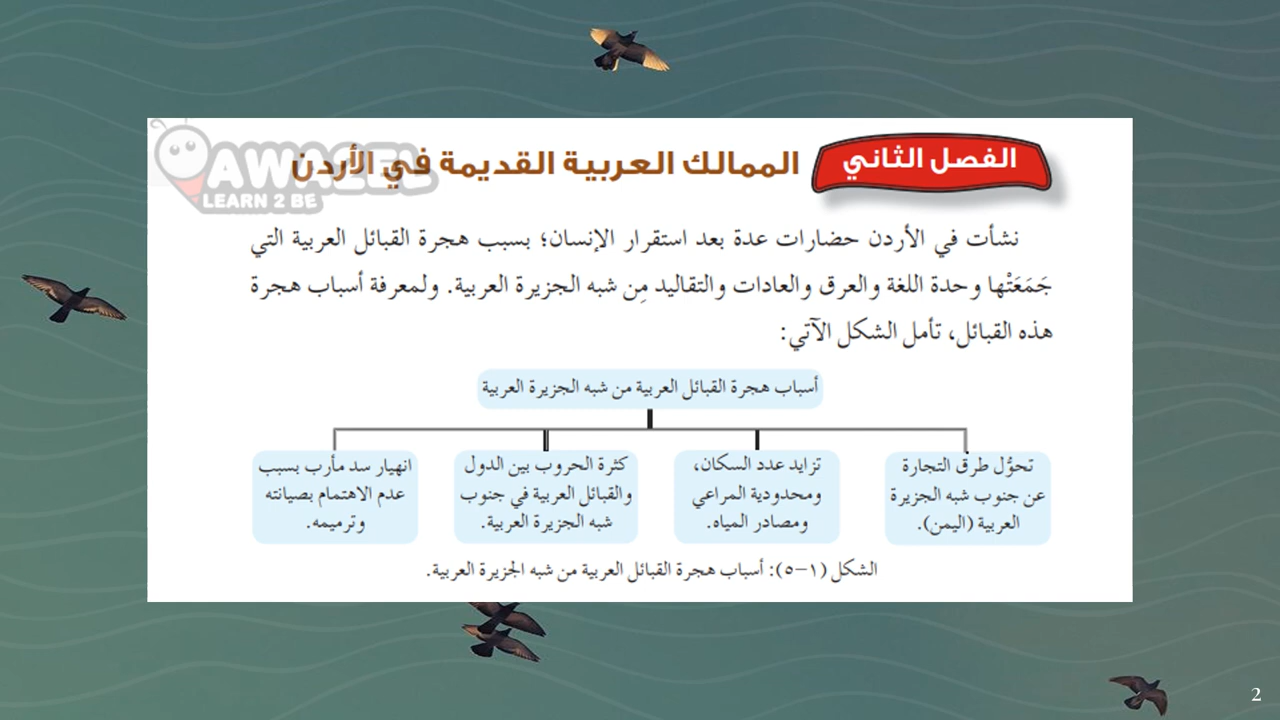 AWA2EL
LEARN 2 BE
الفصل الثاني
الممالك العربية القديمة في الأردن
نشأت في الأردن حضارات عدة بعد استقرار الإنسان؛ بسبب هجرة القبائل العربية التي
جَمَعَتْها وحدة اللغة والعرق والعادات والتقاليد مِن شبه الجزيرة العربية. ولمعرفة أسباب هجرة
هذه القبائل، تأمل الشكل الآتي:
أسباب هجرة القبائل العربية من شبه الجزيرة العربية
تحوُّل طرق التجارة
عن جنوب شبه الجزيرة
العربية (اليمن).
تزايد عدد السكان،
ومحدودية المراعي
ومصادر المياه.
كثرة الحروب بين الدول
والقبائل العربية في جنوب
شبه الجزيرة العربية.
انهيار سد مأرب بسبب
عدم الاهتمام بصيانته
وترميمه.
الشكل (١-٥): أسباب هجرة القبائل العربية من شبه الجزيرة العربية.
2